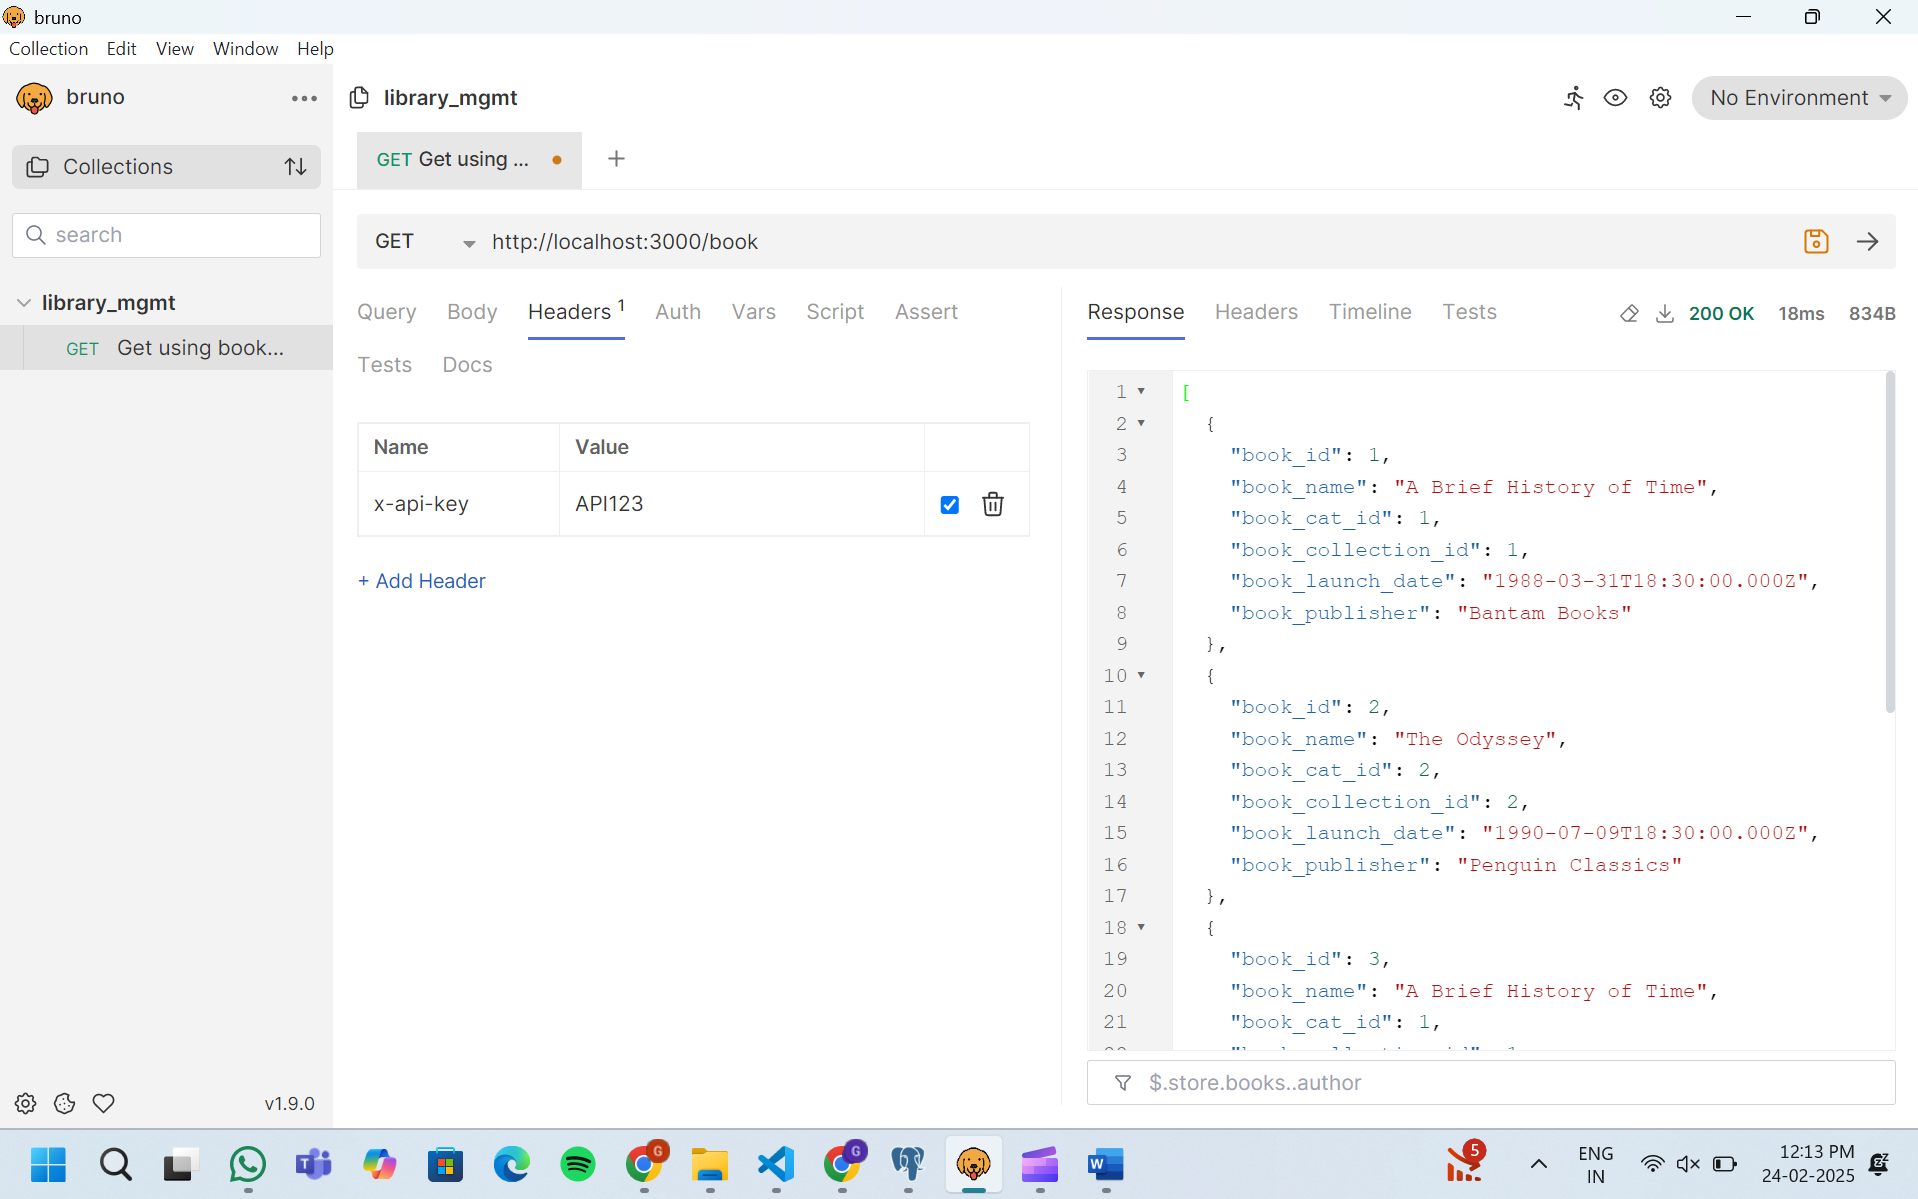 bruno
Collection Edit View Window Help
bruno
library_mgmt
No Environment
Collections
GET Get using ...
search
GET http://localhost:3000/book
library_mgmt
GET Get using book...
Query Body Headers 1 Auth Vars Script Assert
Tests Docs
Name Value
x-api-key API123
+ Add Header
Response Headers Timeline Tests 200 OK 18ms 834B
1 [
2 {
3 "book_id": 1,
4 "book_name": "A Brief History of Time",
5 "book_cat_id": 1,
6 "book_collection_id": 1,
7 "book_launch_date": "1988-03-31T18:30:00.000Z",
8 "book_publisher": "Bantam Books"
9 },
10 {
11 "book_id": 2,
12 "book_name": "The Odyssey",
13 "book_cat_id": 2,
14 "book_collection_id": 2,
15 "book_launch_date": "1990-07-09T18:30:00.000Z",
16 "book_publisher": "Penguin Classics"
17 },
18 {
19 "book_id": 3,
20 "book_name": "A Brief History of Time",
21 "book_cat_id": 1,
$.store.books..author
v1.9.0
G
G
5
ENG
IN
12:13 PM
24-02-2025